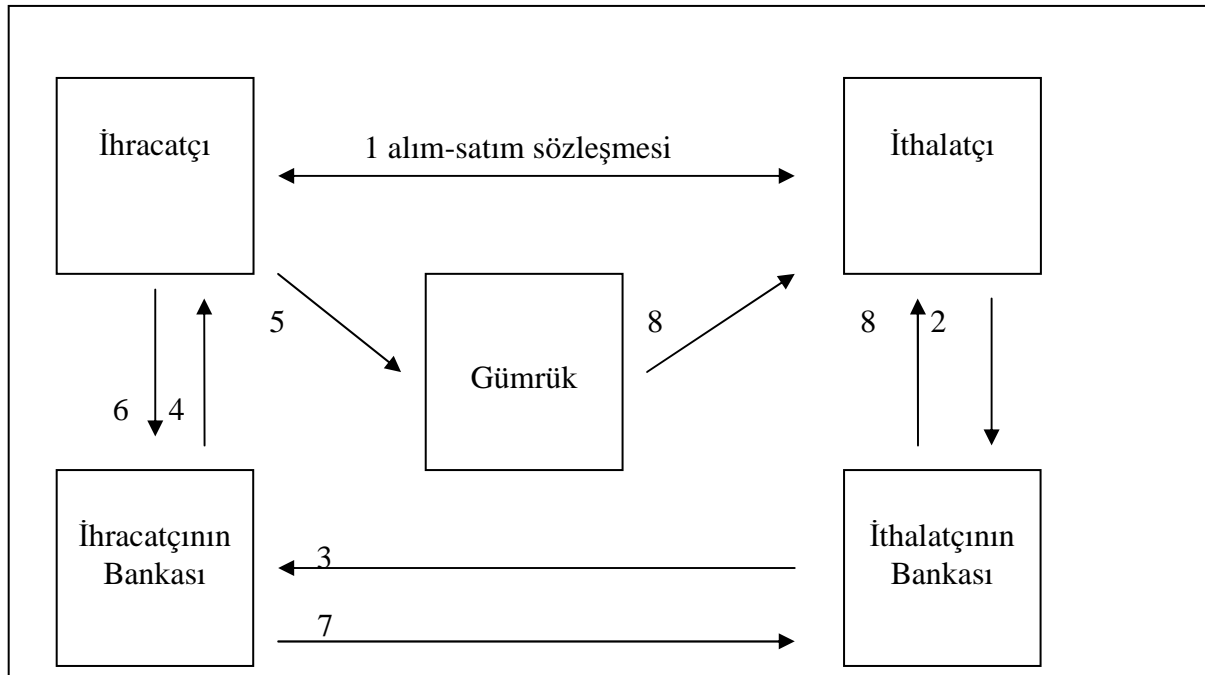 İhracatçı
1 alım-satım sözleşmesi
İthalatçı
5
8
8
2
Gümrük
6
4
İhracatçının
Bankası
3
7
İthalatçının
Bankası